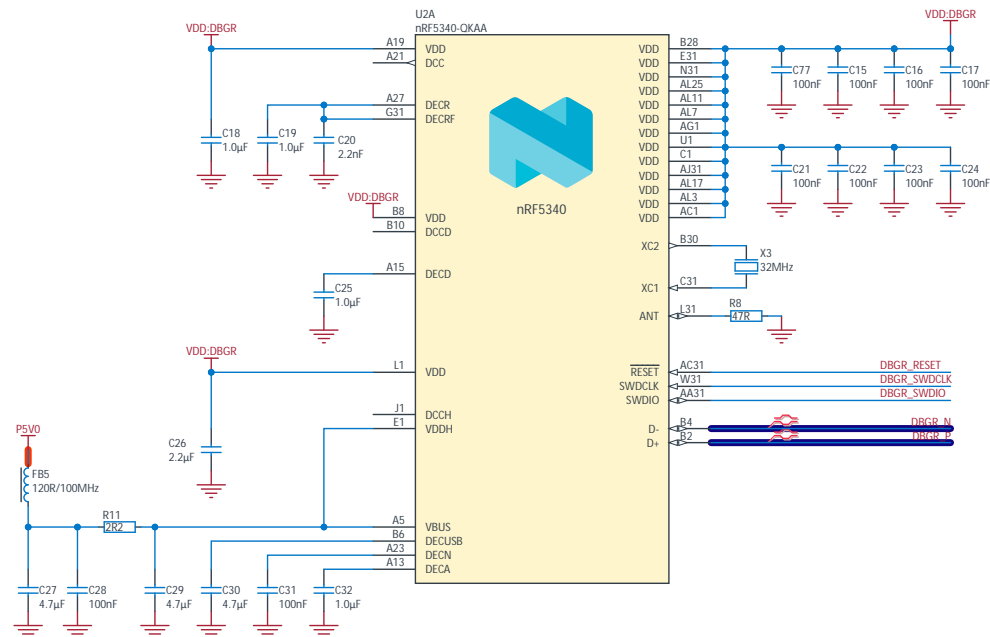 U2A
nRF5340-QKAA
VDD:DBGR
VDD:DBGR
A19 VDD
A21 DCC
A27 DECR
G31 DECRF
C18
1.0µF
C19
1.0µF
C20
2.2nF
VDD:DBGR
B8 VDD
B10 DCCD
A15 DECD
C25
1.0µF
VDD:DBGR
L1 VDD
J1 DCCH
E1 VDDH
C26
2.2µF
P5V0
FB5
120R/100MHz
R11
2R2
A5 VBUS
B6 DECUSB
A23 DECN
A13 DECA
C27
4.7µF
C28
100nF
C29
4.7µF
C30
4.7µF
C31
100nF
C32
1.0µF
nRF5340
VDD B28
VDD E31
VDD N31
VDD AL25
VDD AL11
VDD AL7
VDD AG1
VDD U1
VDD C1
VDD AJ31
VDD AL17
VDD AL3
VDD AC1
C77
100nF
C15
100nF
C16
100nF
C17
100nF
C21
100nF
C22
100nF
C23
100nF
C24
100nF
XC2 B30
X3
32MHz
XC1 C31
ANT L31
R8
47R
RESET AC31 DBGR_RESET
SWDCLK W31 DBGR_SWDCLK
SWDIO AA31 DBGR_SWDIO
D- B4 DBGR_N
D+ B2 DBGR_P